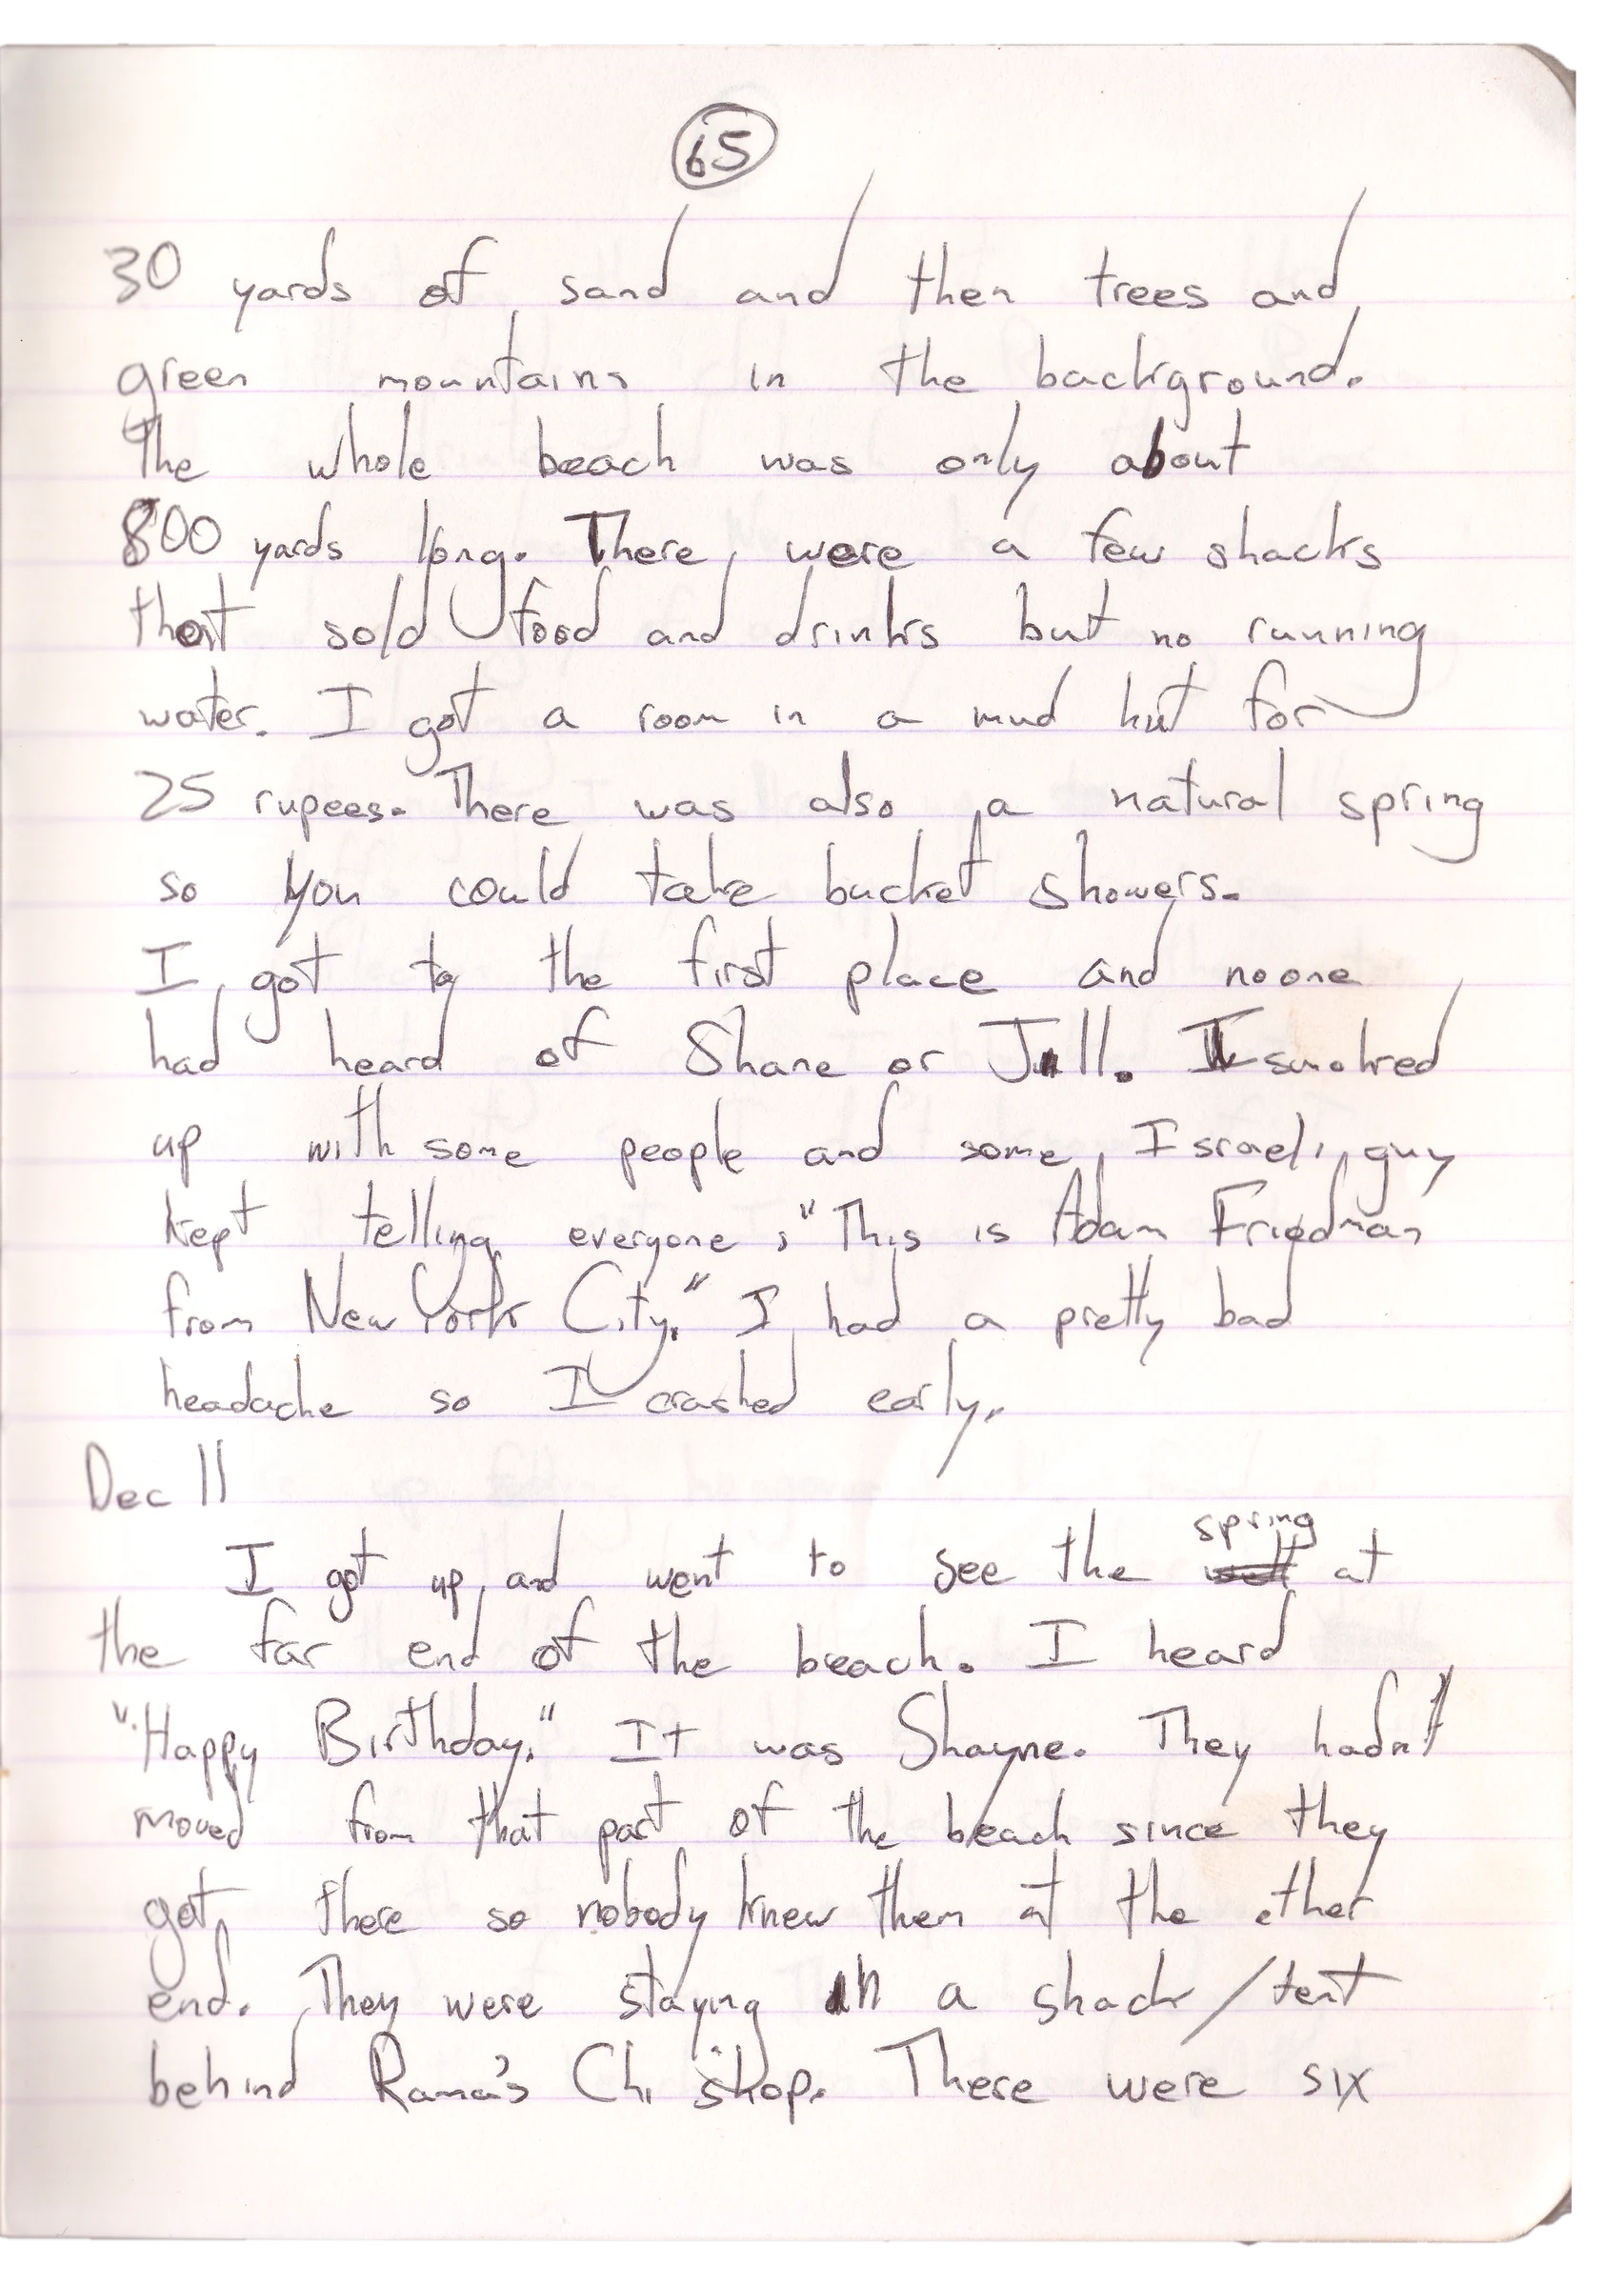 65
30 yards of sand and then trees and
green mountains in the background.
The whole beach was only about
800 yards long. There were a few shacks
that sold food and drinks but no running
water. I got a room in a mud hut for
25 rupees. There was also a natural spring
so you could take bucket showers.
I got to the first place and noone
had heard of Shane or Jill. I smoked
up with some people and some Israeli guy
kept telling everyone; "This is Adam Friedman
from New York City." I had a pretty bad
headache so I crashed early.
Dec 11
spring
I got up and went to see the well at
the far end of the beach. I heard
"Happy Birthday." It was Shayne. They hadn't
moved from that part of the beach since they
got there so nobody knew them at the other
end. They were staying in a shack/tent
behind Rama's Chi shop. There were six